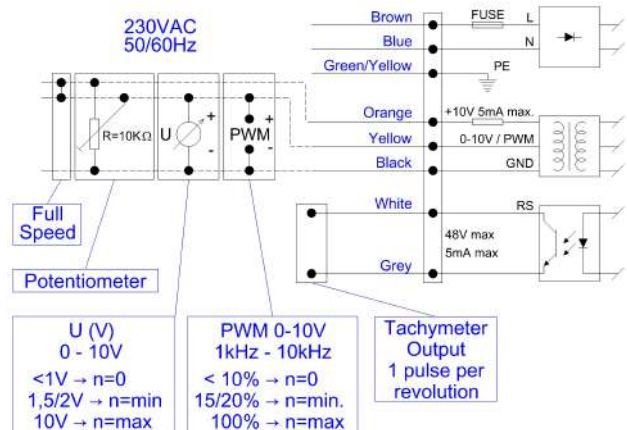 230VAC
50/60Hz
Brown
FUSE
L
Blue
N
Green/Yellow
PE
Orange
+10V 5mA max.
Yellow
0-10V / PWM
Black
GND
R=10KΩ
U
+
-
PWM
+
-
White
RS
48V max
5mA max
Grey
Full
Speed
Potentiometer
U (V)
0 - 10V
<1V → n=0
1,5/2V → n=min
10V → n=max
PWM 0-10V
1kHz - 10kHz
< 10% → n=0
15/20% → n=min.
100% → n=max
Tachymeter
Output
1 pulse per
revolution